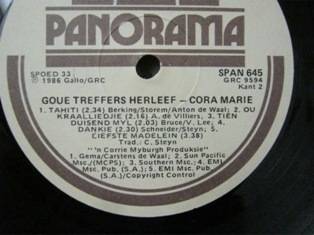 PANORAMA
SPOED 33
SPAN 645
℗ 1986 Gallo/GRC
GRC 9594
Kant 2
GOUE TREFFERS HERLEEF – CORA MARIE
1. TAHITI (2.34) Berking/Storem/Anton de Waal; 2. OU
KRAALLIEDJIE (2.16) A. de Villiers; 3. TIEN
DUISEND MYL (2.03) Bruce/V. Lee; 4.
DANKIE (2.30) Schneider/Steyn; 5.
LIEFSTE MADELEIN (2.38)
Trad.: C. Steyn
"'n Corrie Myburgh Produksie"
1. Gema/Carstens de Waal; 2. Sun Pacific
Msc./(MCPS); 3. Southern Msc.; 4. EMI
Msc. Pub. (S.A.); 5. EMI Msc. Pub.
(S.A.)/Copyright Control